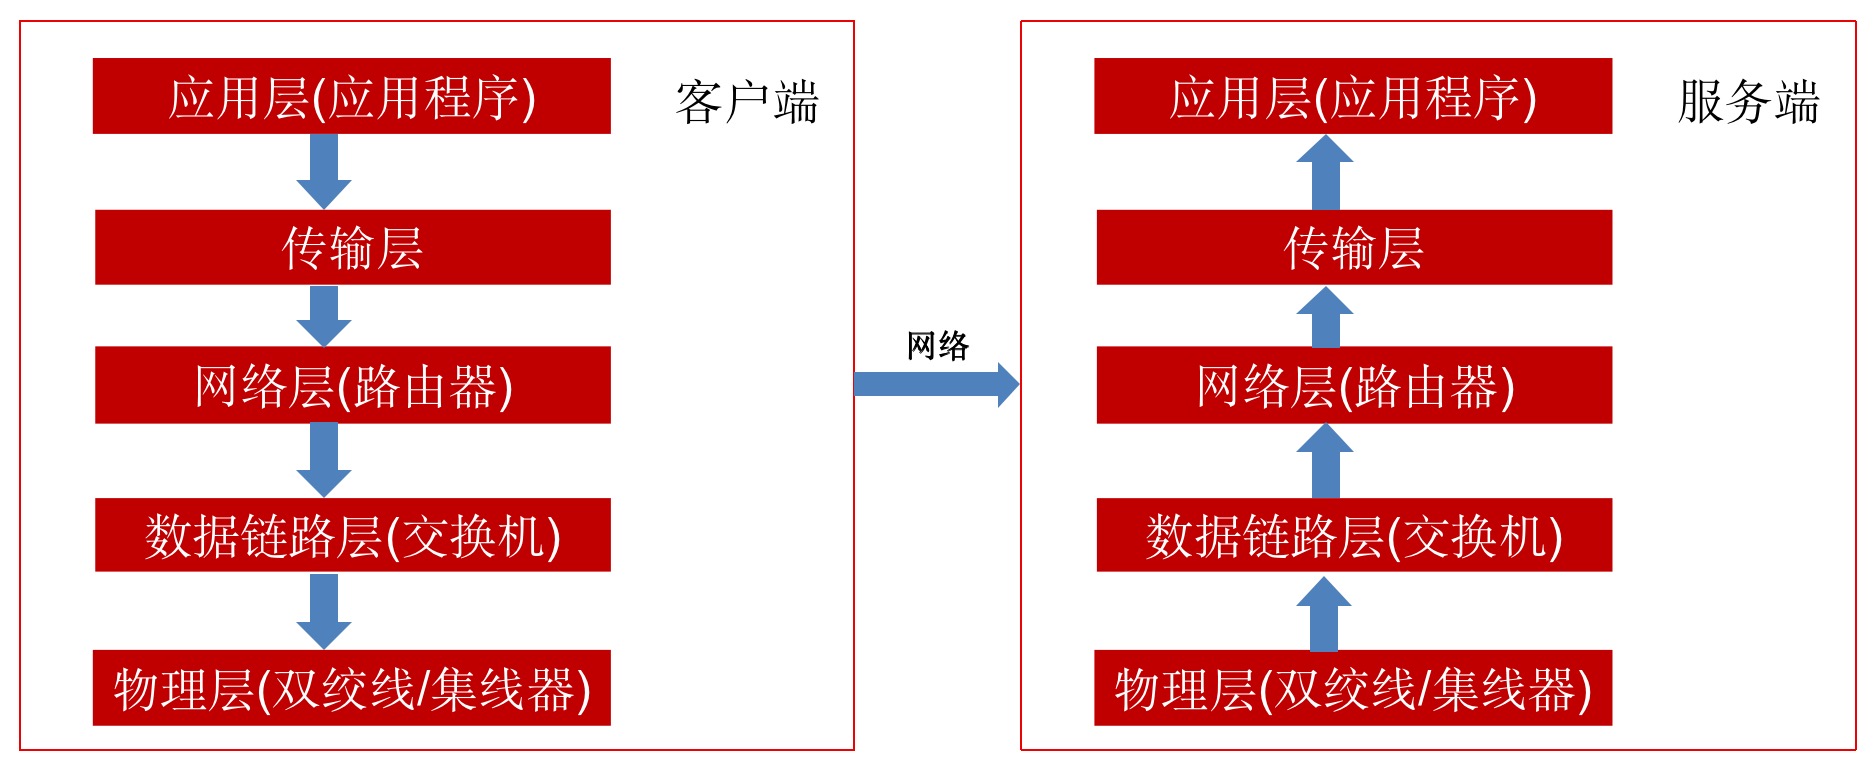 客户端
应用层(应用程序)
传输层
网络层(路由器)
数据链路层(交换机)
物理层(双绞线/集线器)
网络
服务端
应用层(应用程序)
传输层
网络层(路由器)
数据链路层(交换机)
物理层(双绞线/集线器)